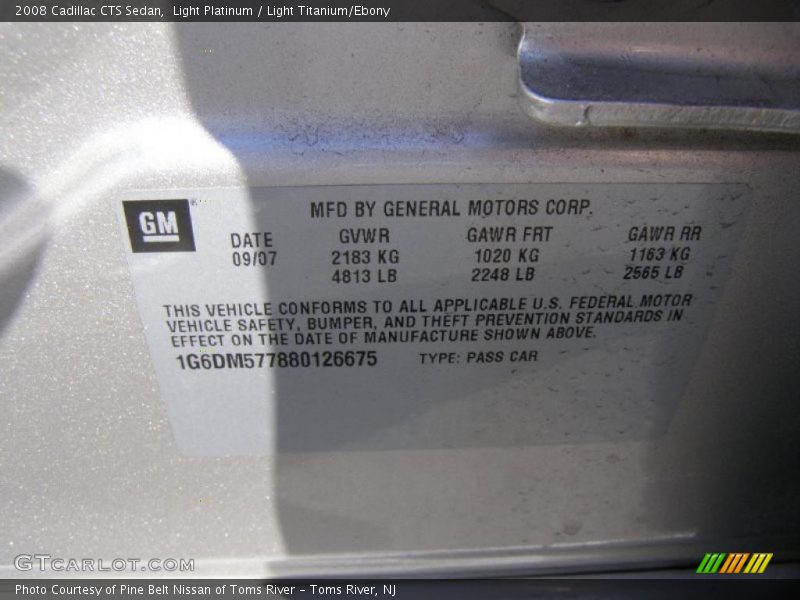 2008 Cadillac CTS Sedan,  Light Platinum / Light Titanium/Ebony
GM
MFD BY GENERAL MOTORS CORP.
DATE GVWR GAWR FRT GAWR RR
09/07 2183 KG 1020 KG 1163 KG
4813 LB 2248 LB 2565 LB
THIS VEHICLE CONFORMS TO ALL APPLICABLE U.S. FEDERAL MOTOR
VEHICLE SAFETY, BUMPER, AND THEFT PREVENTION STANDARDS IN
EFFECT ON THE DATE OF MANUFACTURE SHOWN ABOVE.
1G6DM577880126675 TYPE: PASS CAR
GTCARLOT.COM
Photo Courtesy of Pine Belt Nissan of Toms River – Toms River, NJ